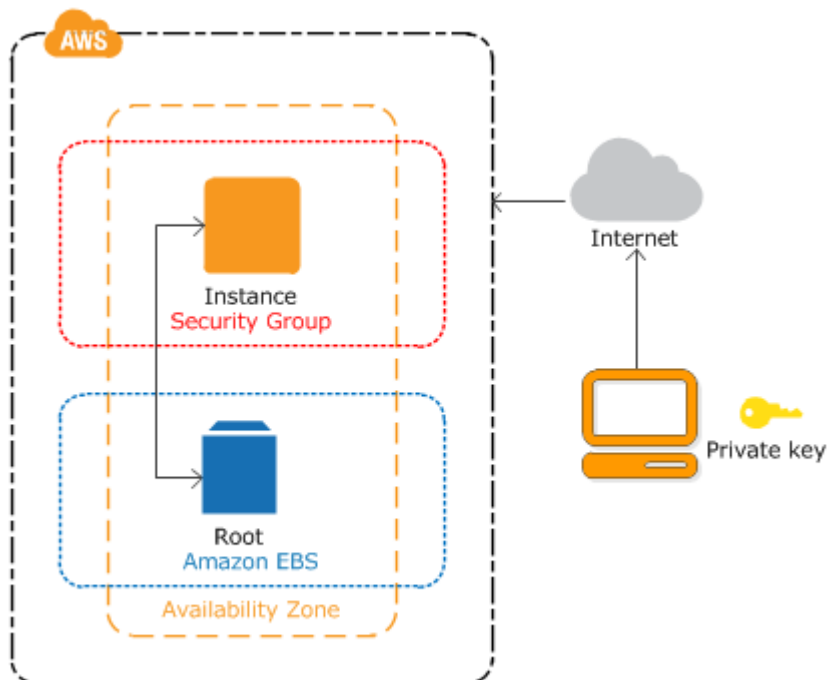 AWS
Instance
Security Group
Root
Amazon EBS
Availability Zone
Internet
Private key